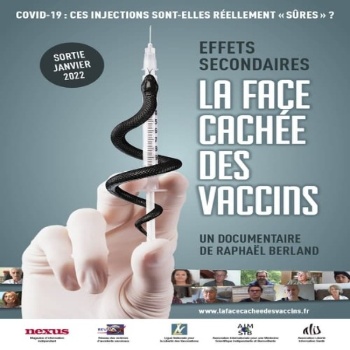 COVID-19 : CES INJECTIONS SONT-ELLES RÉELLEMENT « SÛRES » ?
SORTIE
JANVIER
2022
EFFETS
SECONDAIRES
LA FACE
CACHÉE
DES
VACCINS
UN DOCUMENTAIRE
DE RAPHAËL BERLAND
www.lafacecacheedesvaccins.fr
nexus